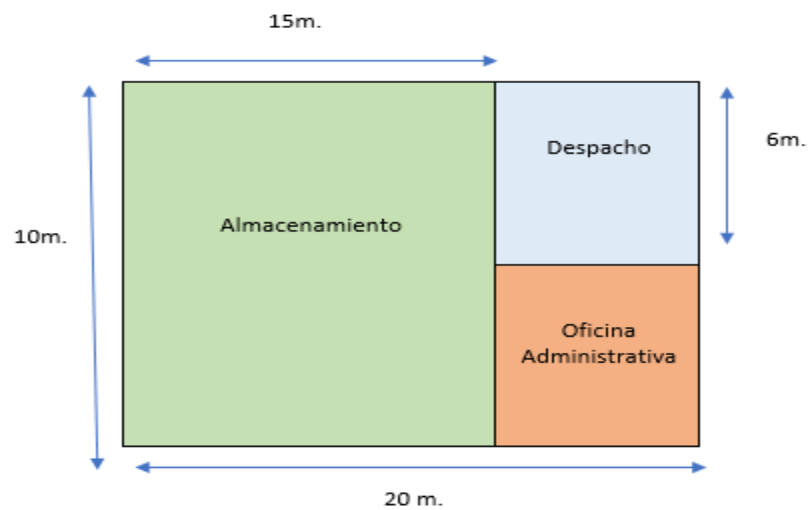 15m.
Despacho
6m.
Almacenamiento
10m.
Oficina
Administrativa
20 m.